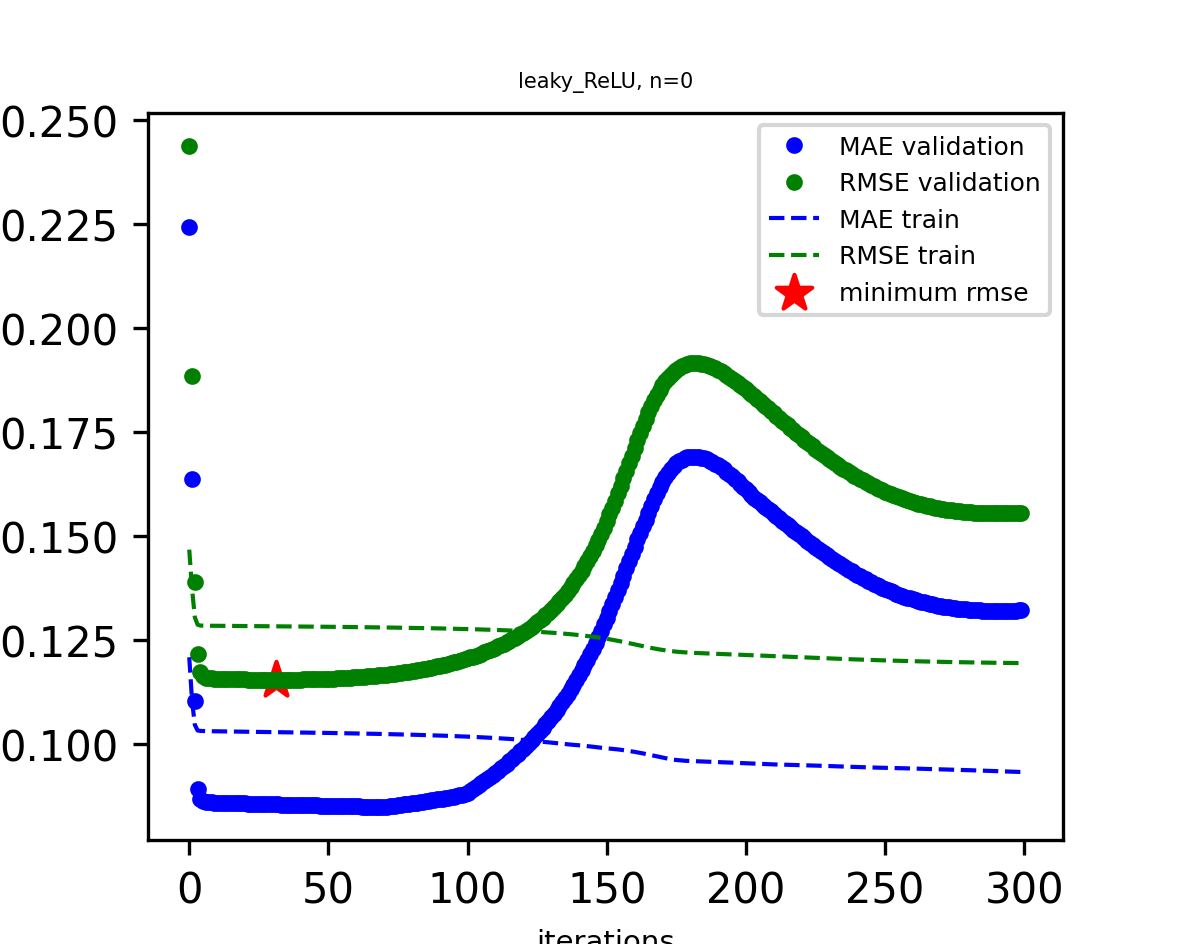 leaky_ReLU, n=0
0.250
0.225
0.200
0.175
0.150
0.125
0.100
MAE validation
RMSE validation
MAE train
RMSE train
minimum rmse
0 50 100 150 200 250 300
iterations